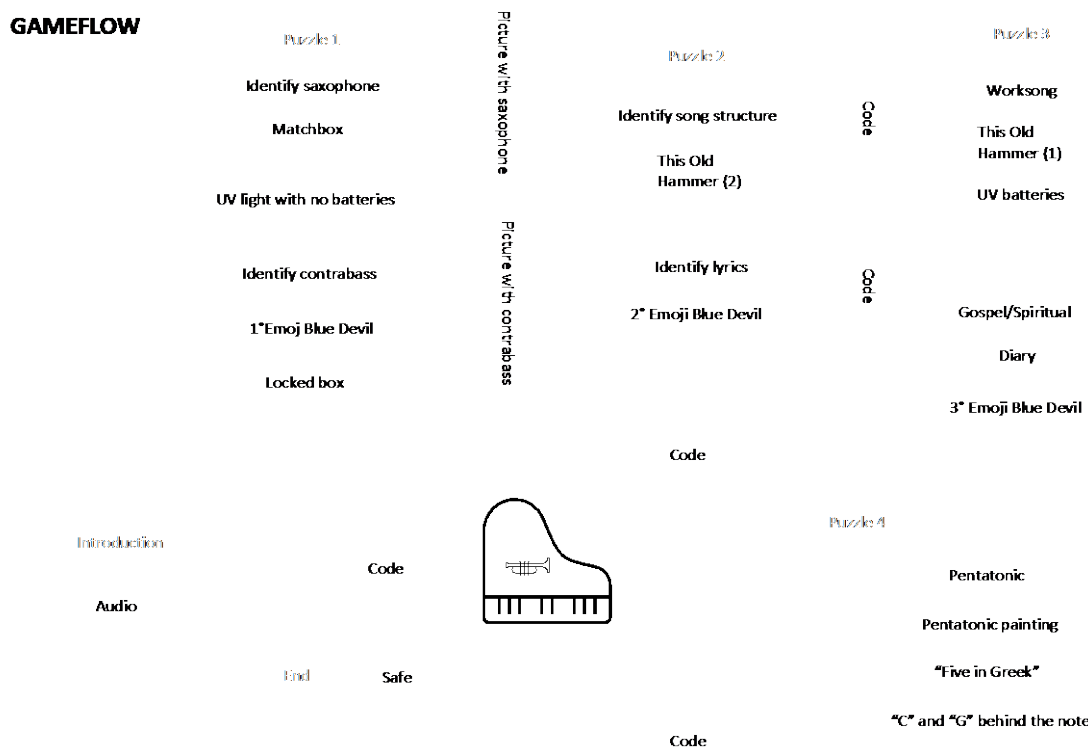 GAMEFLOW
Puzzle 1
Identify saxophone
Matchbox
UV light with no batteries
Identify contrabass
1°Emoj Blue Devil
Locked box
Picture with saxophone
Picture with contrabass
Puzzle 2
Identify song structure
This Old
Hammer (2)
Identify lyrics
2° Emoji Blue Devil
Code
Code
Puzzle 3
Worksong
This Old
Hammer (1)
UV batteries
Gospel/Spiritual
Diary
3° Emoji Blue Devil
Code
Introduction
Audio
Code
End
Safe
Puzzle 4
Pentatonic
Pentatonic painting
“Five in Greek”
“C” and “G” behind the note
Code